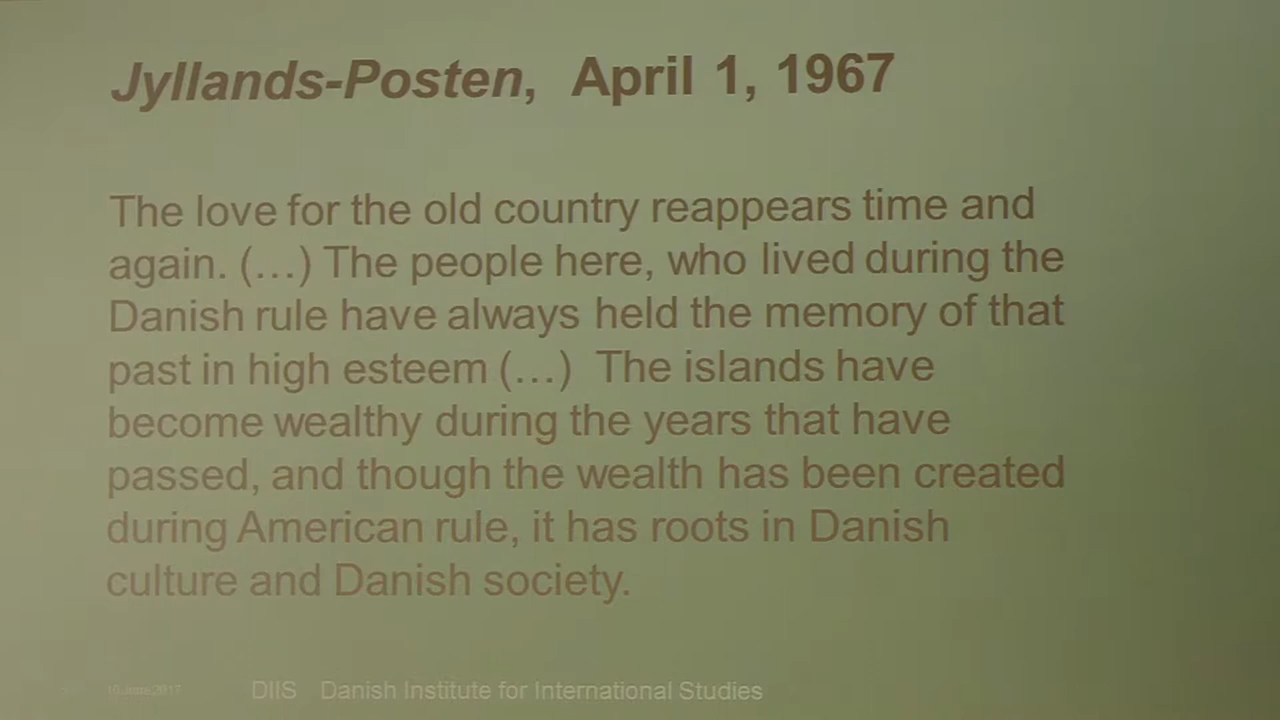 Jyllands-Posten, April 1, 1967
The love for the old country reappears time and
again. (…) The people here, who lived during the
Danish rule have always held the memory of that
past in high esteem (…) The islands have
become wealthy during the years that have
passed, and though the wealth has been created
during American rule, it has roots in Danish
culture and Danish society.
2017 DIIS Danish Institute for International Studies